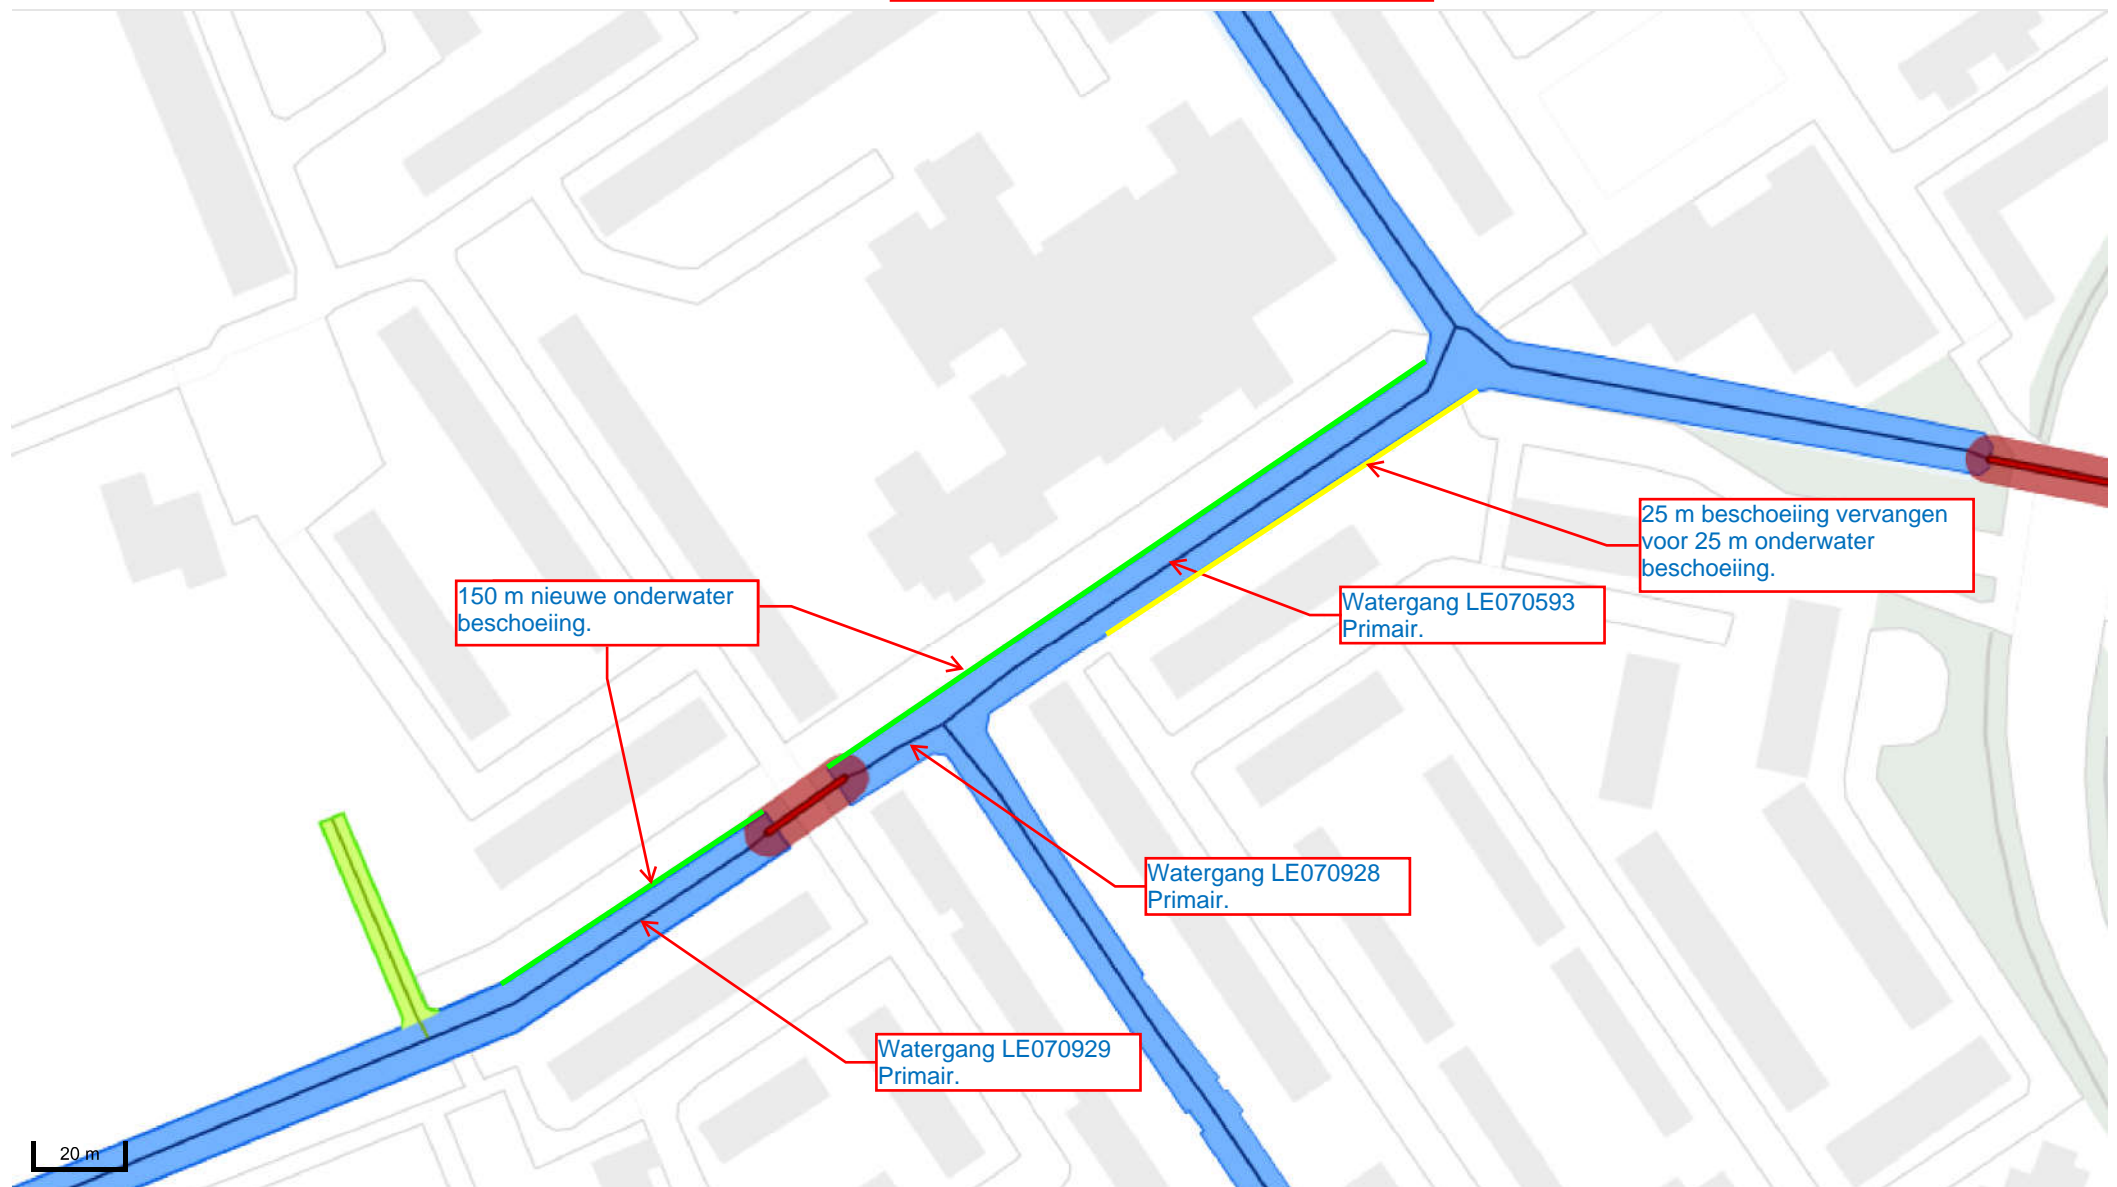 25 m beschoeiing vervangen
voor 25 m onderwater
beschoeiing.
150 m nieuwe onderwater
beschoeiing.
Watergang LE070593
Primair.
Watergang LE070928
Primair.
Watergang LE070929
Primair.
20 m